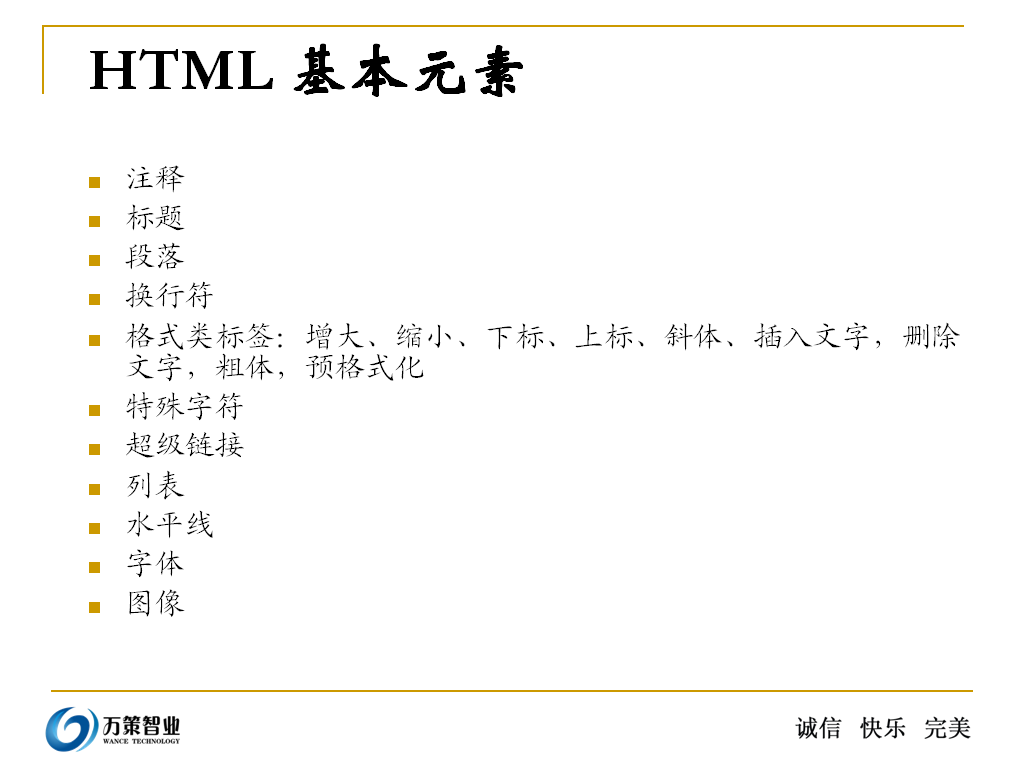 HTML 基本元素
注释
标题
段落
换行符
格式类标签：增大、缩小、下标、上标、斜体、插入文字，删除
文字，粗体，预格式化
特殊字符
超级链接
列表
水平线
字体
图像
万策智业
WANCE TECHNOLOGY
诚信 快乐 完美